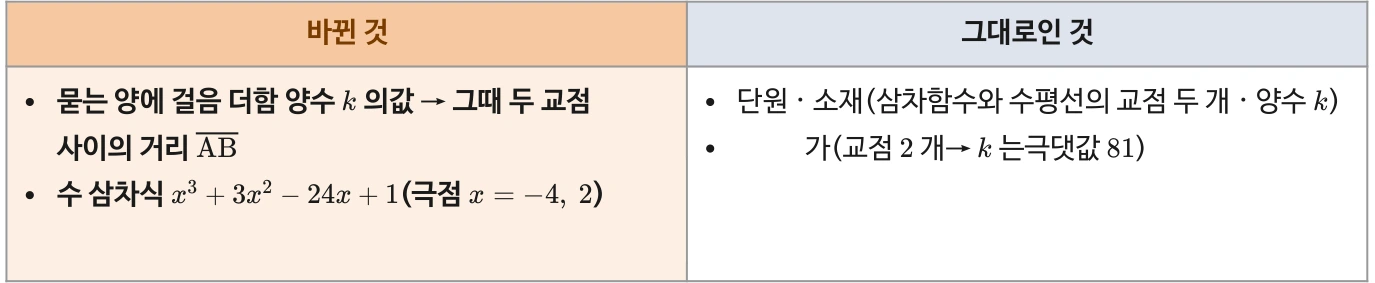 바뀐 것
그대로인 것
• 묻는 양에 걸음 더함 양수 k 의값 → 그때 두 교점
사이의 거리 A̅B̅
• 수 삼차식 x³ + 3x² − 24x + 1(극점 x = −4, 2)
• 단원 · 소재(삼차함수와 수평선의 교점 두 개 · 양수 k)
• 가(교점 2 개→ k 는극댓값 81)